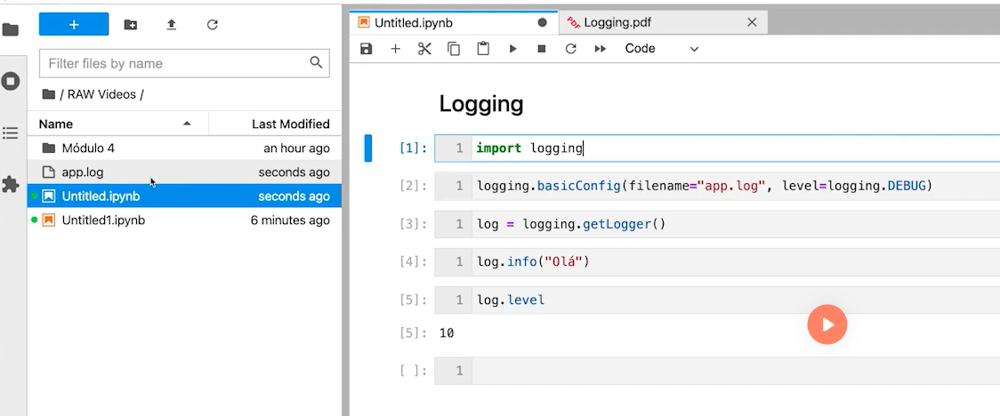 +
Filter files by name
/ RAW Videos /
Name Last Modified
Módulo 4 an hour ago
app.log seconds ago
Untitled.ipynb seconds ago
Untitled1.ipynb 6 minutes ago
Untitled.ipynb
PDF Logging.pdf
Code
Logging
[1]: 1 import logging
[2]: 1 logging.basicConfig(filename="app.log", level=logging.DEBUG)
[3]: 1 log = logging.getLogger()
[4]: 1 log.info("Olá")
[5]: 1 log.level
[5]: 10
[ ]: 1